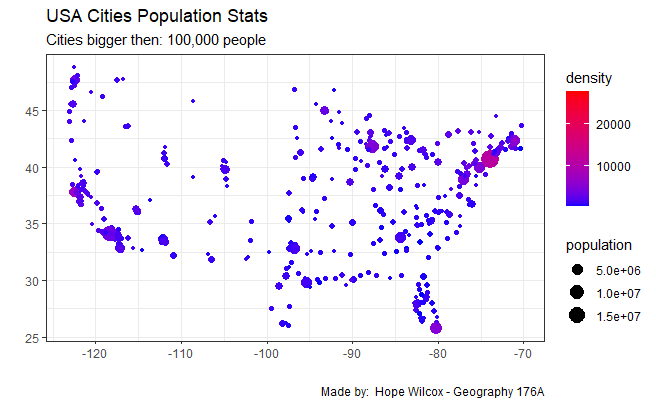 USA Cities Population Stats
Cities bigger then: 100,000 people
density
20000
10000
population
5.0e+06
1.0e+07
1.5e+07
45
40
35
30
25
-120
-110
-100
-90
-80
-70
Made by:  Hope Wilcox - Geography 176A